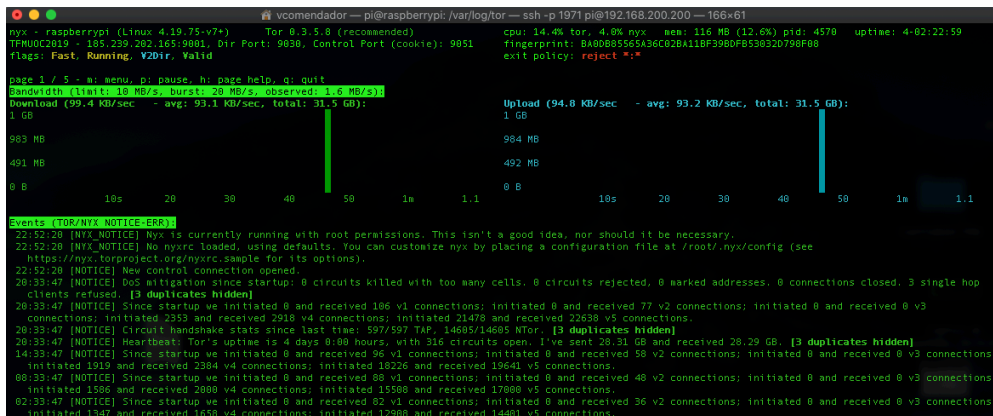 vcomendador — pi@raspberrypi: /var/log/tor — ssh -p 1971 pi@192.168.200.200 — 166×61
nyx - raspberrypi (Linux 4.19.75-v7+) Tor 0.3.5.8 (recommended) cpu: 14.4% tor, 4.0% nyx mem: 116 MB (12.6%) pid: 4570 uptime: 4-02:22:59
TFMUOC2019 - 185.239.202.165:9001, Dir Port: 9030, Control Port (cookie): 9051 fingerprint: BA0DB85565A36C02BA11BF39BDFB53032D798F08
flags: Fast, Running, V2Dir, Valid exit policy: reject *:*
page 1 / 5 - m: menu, p: pause, h: page help, q: quit
Bandwidth (limit: 10 MB/s, burst: 20 MB/s, observed: 1.6 MB/s):
Download (99.4 KB/sec - avg: 93.1 KB/sec, total: 31.5 GB): Upload (94.8 KB/sec - avg: 93.2 KB/sec, total: 31.5 GB):
1 GB 1 GB
983 MB 984 MB
491 MB 492 MB
0 B 0 B
10s 20 30 40 50 1m 1.1 10s 20 30 40 50 1m 1.1
Events (TOR/NYX NOTICE-ERR):
22:52:20 [NYX_NOTICE] Nyx is currently running with root permissions. This isn't a good idea, nor should it be necessary.
22:52:20 [NYX_NOTICE] No nyxrc loaded, using defaults. You can customize nyx by placing a configuration file at /root/.nyx/config (see
https://nyx.torproject.org/nyxrc.sample for its options).
22:52:20 [NOTICE] New control connection opened.
20:33:47 [NOTICE] DoS mitigation since startup: 0 circuits killed with too many cells. 0 circuits rejected, 0 marked addresses. 0 connections closed. 3 single hop
clients refused. [3 duplicates hidden]
20:33:47 [NOTICE] Since startup we initiated 0 and received 106 v1 connections; initiated 0 and received 77 v2 connections; initiated 0 and received 0 v3
connections; initiated 2353 and received 2918 v4 connections; initiated 21478 and received 22638 v5 connections.
20:33:47 [NOTICE] Circuit handshake stats since last time: 597/597 TAP, 14605/14605 NTor. [3 duplicates hidden]
20:33:47 [NOTICE] Heartbeat: Tor's uptime is 4 days 0:00 hours, with 316 circuits open. I've sent 28.31 GB and received 28.29 GB. [3 duplicates hidden]
14:33:47 [NOTICE] Since startup we initiated 0 and received 96 v1 connections; initiated 0 and received 58 v2 connections; initiated 0 and received 0 v3 connections
initiated 1919 and received 2384 v4 connections; initiated 18226 and received 19641 v5 connections.
08:33:47 [NOTICE] Since startup we initiated 0 and received 88 v1 connections; initiated 0 and received 48 v2 connections; initiated 0 and received 0 v3 connections
initiated 1586 and received 2000 v4 connections; initiated 15508 and received 17000 v5 connections.
02:33:47 [NOTICE] Since startup we initiated 0 and received 82 v1 connections; initiated 0 and received 36 v2 connections; initiated 0 and received 0 v3 connections
initiated 1347 and received 1658 v4 connections; initiated 12908 and received 14401 v5 connections.